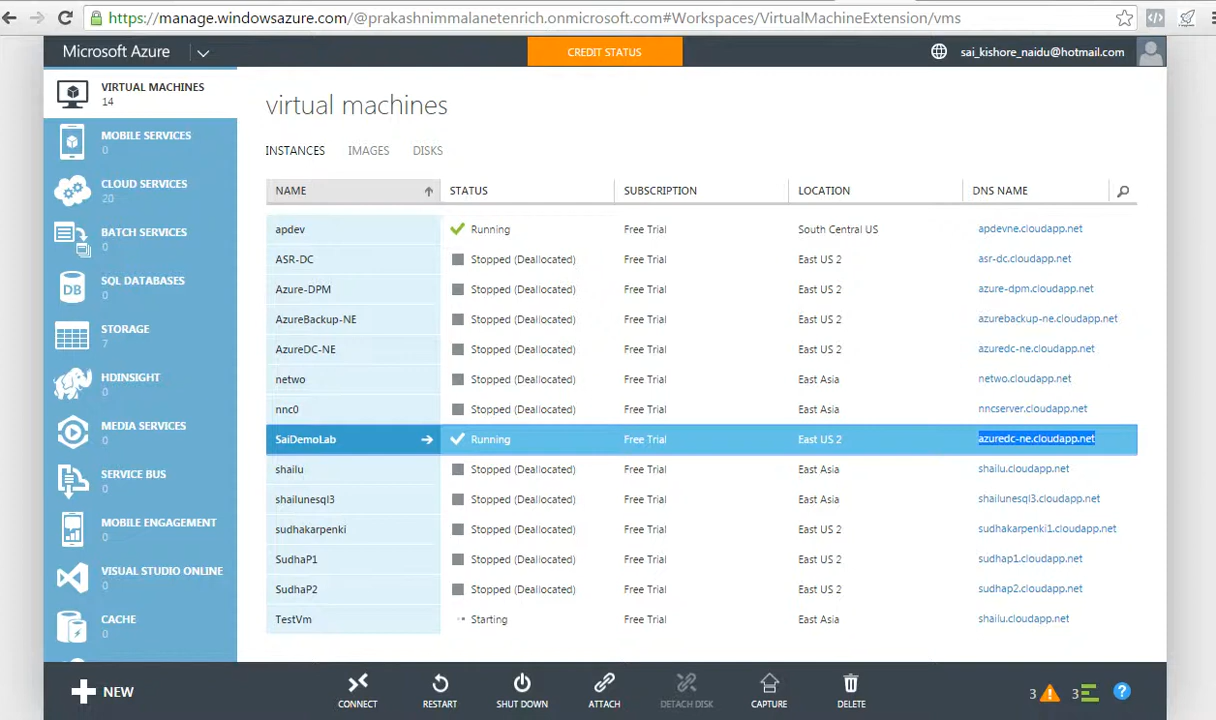 https://manage.windowsazure.com/@prakashninmalanetenrich.onmicrosoft.com#Workspaces/VirtualMachineExtension/vms
Microsoft Azure
CREDIT STATUS
sai_kishore_naidu@hotmail.com
VIRTUAL MACHINES
14
MOBILE SERVICES
0
CLOUD SERVICES
20
BATCH SERVICES
0
SQL DATABASES
0
DB
STORAGE
7
HDINSIGHT
0
MEDIA SERVICES
0
SERVICE BUS
0
MOBILE ENGAGEMENT
0
VISUAL STUDIO ONLINE
0
CACHE
0
virtual machines
INSTANCES IMAGES DISKS
NAME STATUS SUBSCRIPTION LOCATION DNS NAME
apdev Running Free Trial South Central US apdevne.cloudapp.net
ASR-DC Stopped (Deallocated) Free Trial East US 2 asr-dc.cloudapp.net
Azure-DPM Stopped (Deallocated) Free Trial East US 2 azure-dpm.cloudapp.net
AzureBackup-NE Stopped (Deallocated) Free Trial East US 2 azurebackup-ne.cloudapp.net
AzureDC-NE Stopped (Deallocated) Free Trial East US 2 azuredc-ne.cloudapp.net
netwo Stopped (Deallocated) Free Trial East Asia netwo.cloudapp.net
nnc0 Stopped (Deallocated) Free Trial East Asia nncserver.cloudapp.net
SaiDemoLab Running Free Trial East US 2 azuredc-ne.cloudapp.net
shailu Stopped (Deallocated) Free Trial East Asia shailu.cloudapp.net
shailunesql3 Stopped (Deallocated) Free Trial East Asia shailunesql3.cloudapp.net
sudhakarpenki Stopped (Deallocated) Free Trial East US 2 sudhakarpenki1.cloudapp.net
SudhaP1 Stopped (Deallocated) Free Trial East US 2 sudhap1.cloudapp.net
SudhaP2 Stopped (Deallocated) Free Trial East US 2 sudhap2.cloudapp.net
TestVm Starting Free Trial East Asia shailu.cloudapp.net
NEW
CONNECT RESTART SHUT DOWN ATTACH DETACH DISK CAPTURE DELETE
3 3 ?